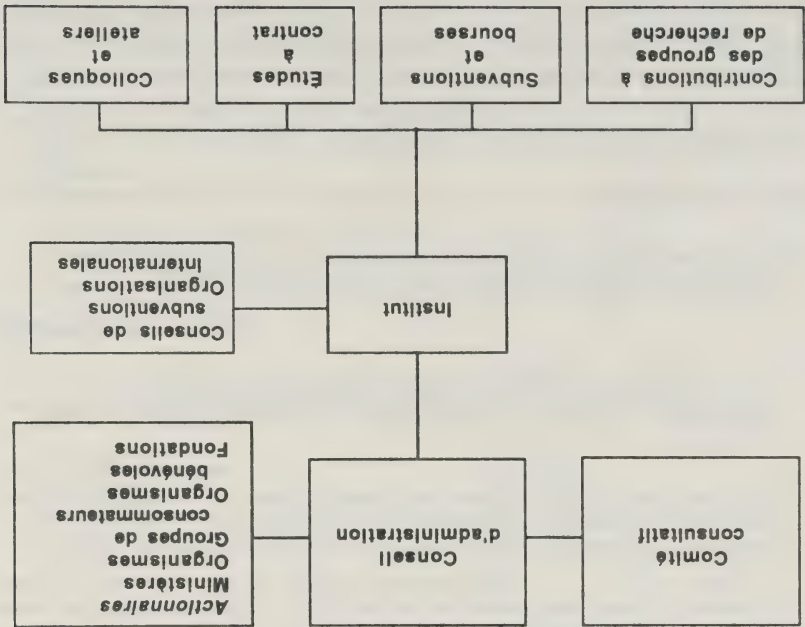 Comité
consultatif
Conseil
d'administration
Actionnaires
Ministères
Organismes
Groupes de
consommateurs
Organismes
bénévoles
Fondations
Institut
Conseils de
subventions
Organisations
Internationales
Contributions à
des groupes
de recherche
Subventions
et
bourses
Études
à
contrat
Colloques
et
ateliers